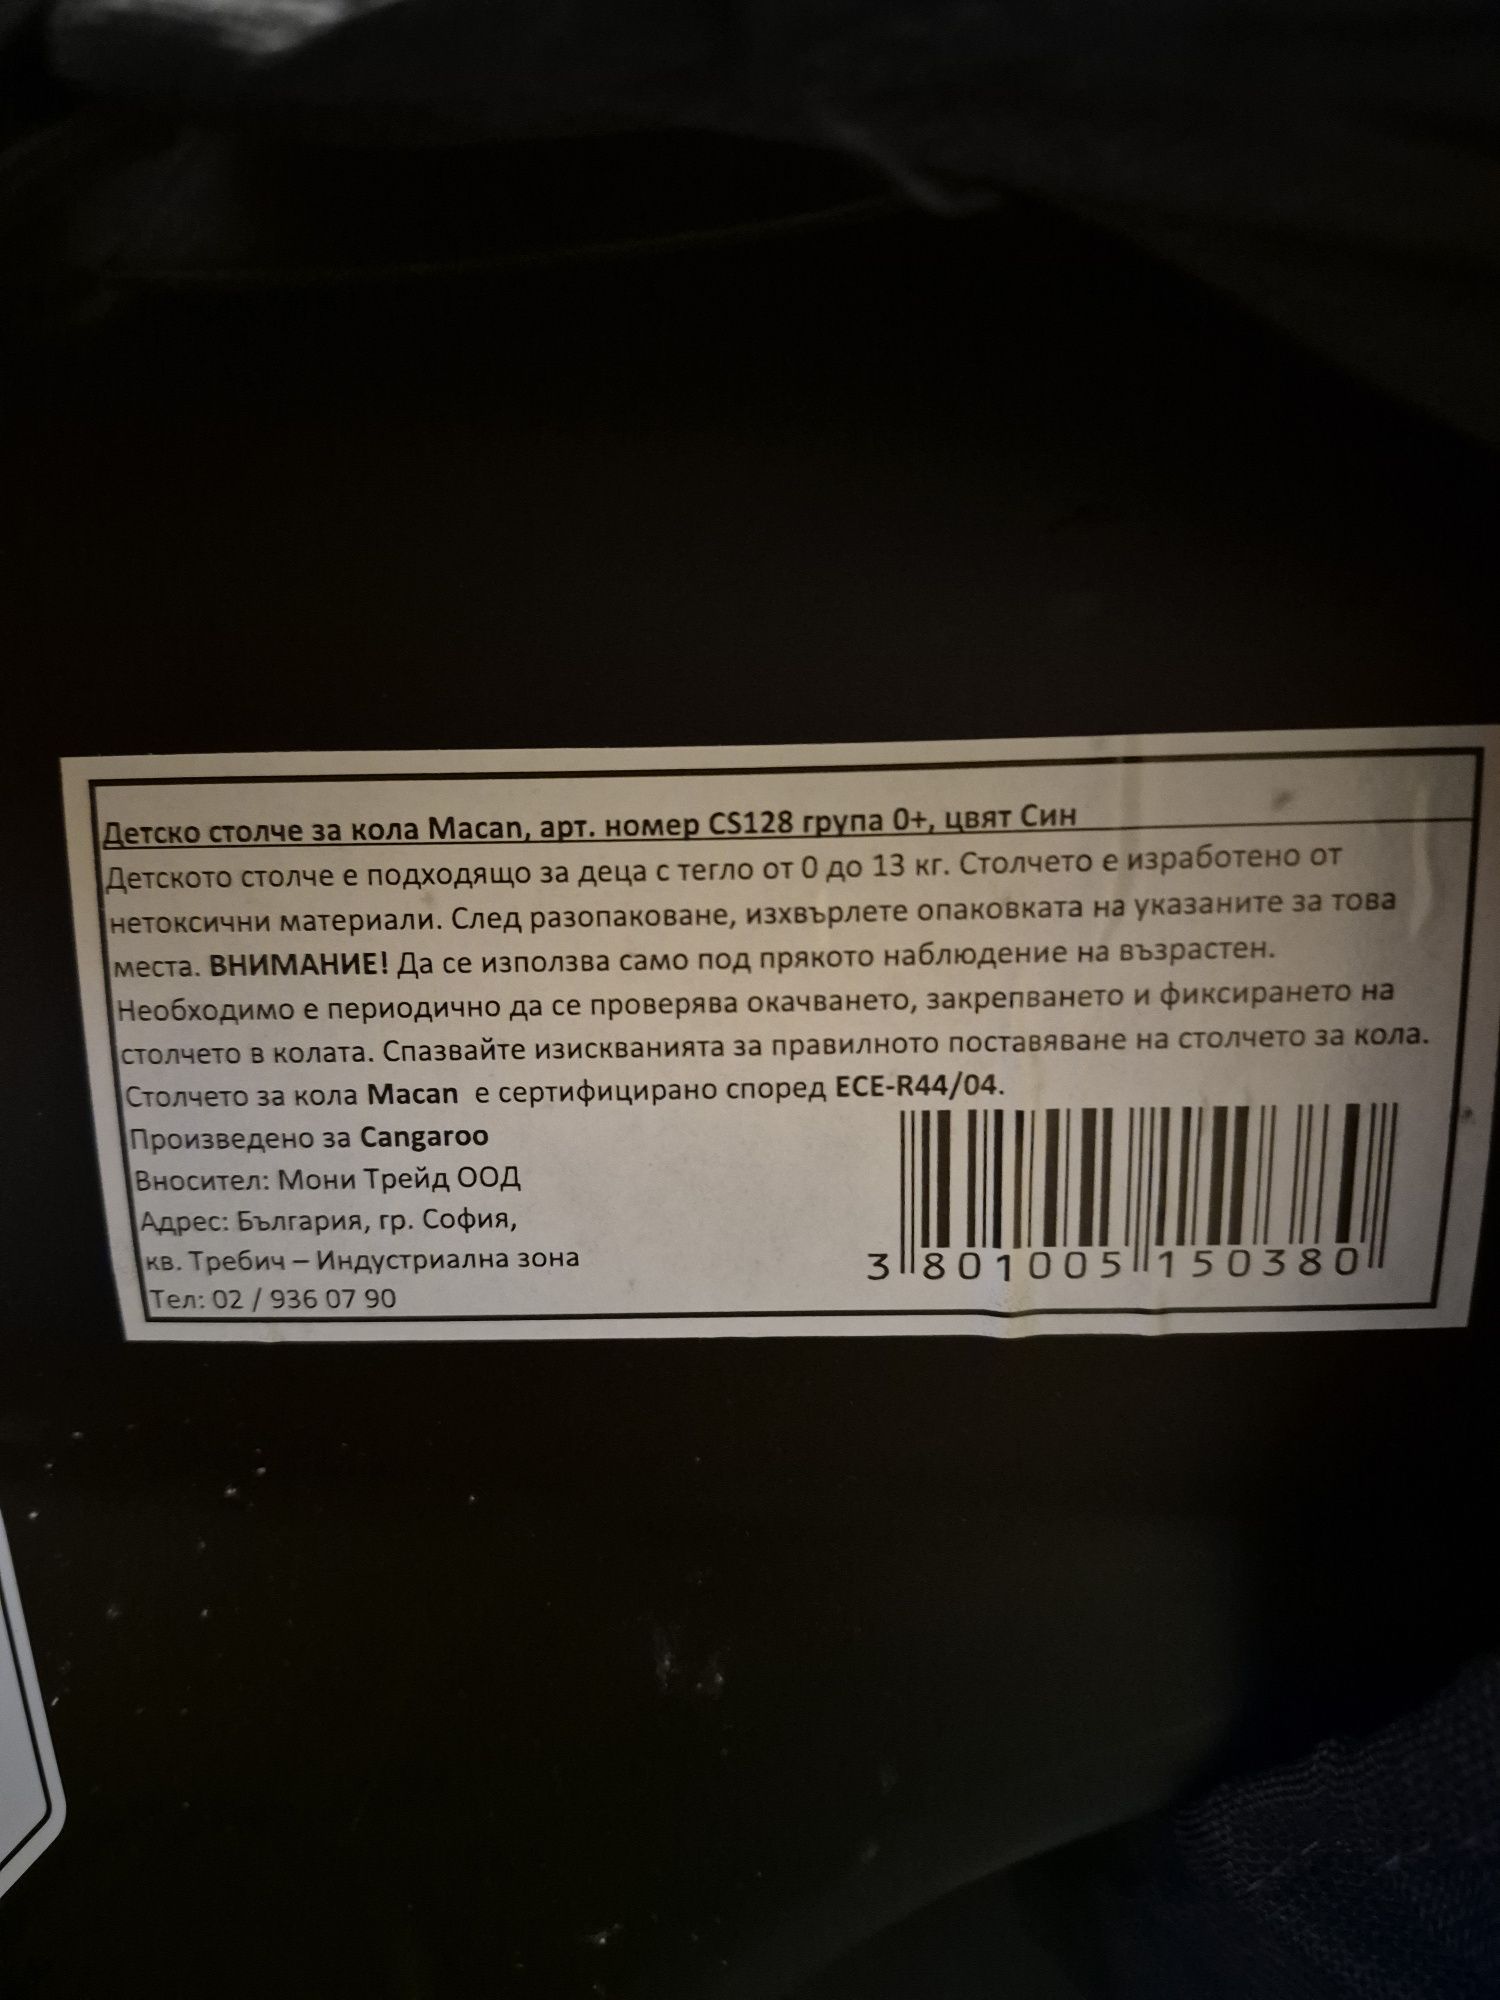 Детско столче за кола Macan, арт. номер CS128 група 0+, цвят Син
Детското столче е подходящо за деца с тегло от 0 до 13 кг. Столчето е изработено от
нетоксични материали. След разопаковане, изхвърлете опаковката на указаните за това
места. ВНИМАНИЕ! Да се използва само под прякото наблюдение на възрастен.
Необходимо е периодично да се проверява окачването, закрепването и фиксирането на
столчето в колата. Спазвайте изискванията за правилното поставяне на столчето за кола.
Столчето за кола Macan е сертифицирано според ECE-R44/04.
Произведено за Cangaroo
Вносител: Мони Трейд ООД
Адрес: България, гр. София,
кв. Требич – Индустриална зона
Тел: 02 / 936 07 90
3 801005 150380